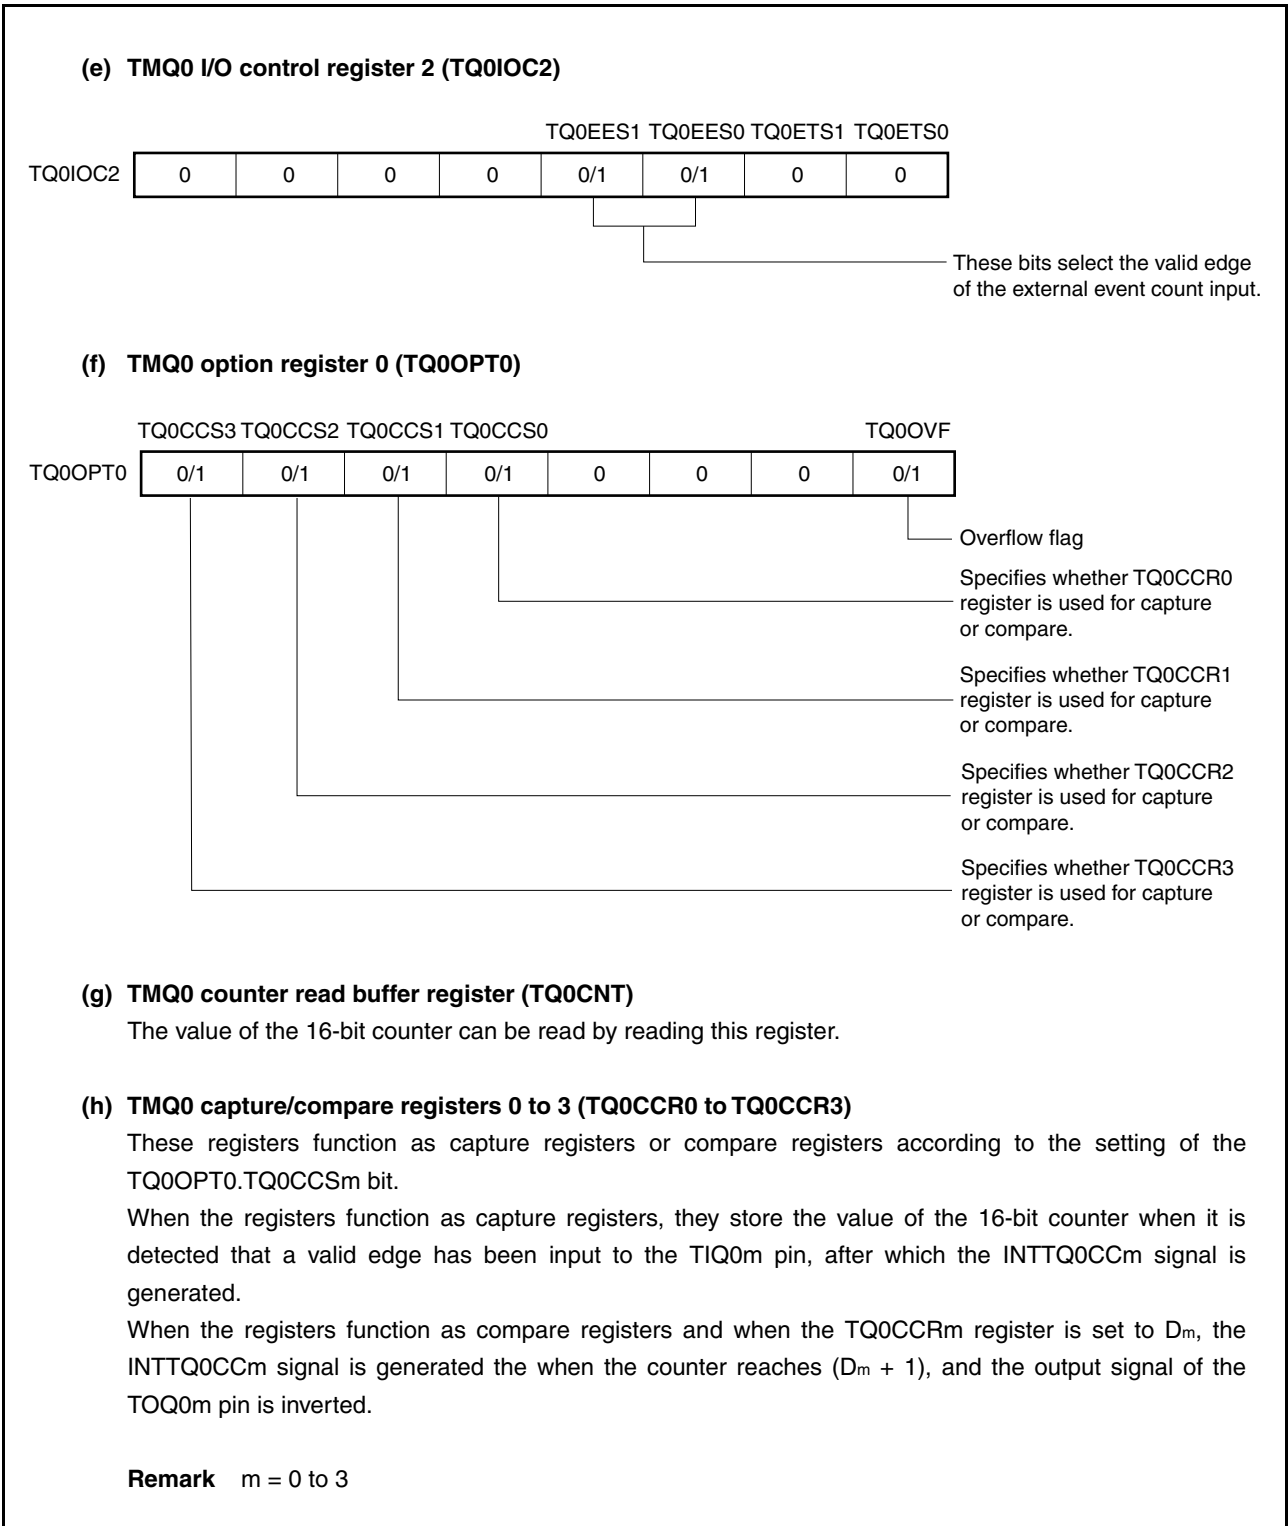 (e) TMQ0 I/O control register 2 (TQ0IOC2)
TQ0EES1 TQ0EES0 TQ0ETS1 TQ0ETS0
TQ0IOC2 0 0 0 0 0/1 0/1 0 0
These bits select the valid edge
of the external event count input.
(f) TMQ0 option register 0 (TQ0OPT0)
TQ0CCS3 TQ0CCS2 TQ0CCS1 TQ0CCS0 TQ0OVF
TQ0OPT0 0/1 0/1 0/1 0/1 0 0 0 0/1
Overflow flag
Specifies whether TQ0CCR0
register is used for capture
or compare.
Specifies whether TQ0CCR1
register is used for capture
or compare.
Specifies whether TQ0CCR2
register is used for capture
or compare.
Specifies whether TQ0CCR3
register is used for capture
or compare.
(g) TMQ0 counter read buffer register (TQ0CNT)
The value of the 16-bit counter can be read by reading this register.
(h) TMQ0 capture/compare registers 0 to 3 (TQ0CCR0 to TQ0CCR3)
These registers function as capture registers or compare registers according to the setting of the
TQ0OPT0.TQ0CCSm bit.
When the registers function as capture registers, they store the value of the 16-bit counter when it is
detected that a valid edge has been input to the TIQ0m pin, after which the INTTQ0CCm signal is
generated.
When the registers function as compare registers and when the TQ0CCRm register is set to Dm, the
INTTQ0CCm signal is generated the when the counter reaches (Dm + 1), and the output signal of the
TOQ0m pin is inverted.
Remark m = 0 to 3